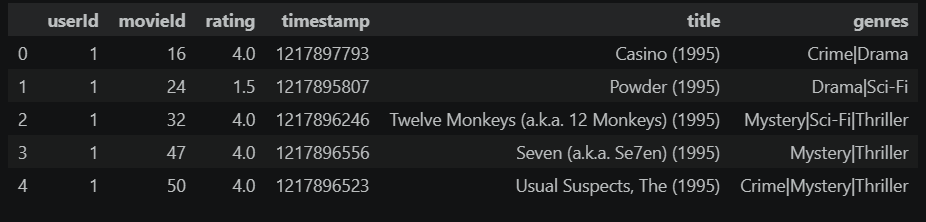 userId movieId rating timestamp title genres
0 1 16 4.0 1217897793 Casino (1995) Crime|Drama
1 1 24 1.5 1217895807 Powder (1995) Drama|Sci-Fi
2 1 32 4.0 1217896246 Twelve Monkeys (a.k.a. 12 Monkeys) (1995) Mystery|Sci-Fi|Thriller
3 1 47 4.0 1217896556 Seven (a.k.a. Se7en) (1995) Mystery|Thriller
4 1 50 4.0 1217896523 Usual Suspects, The (1995) Crime|Mystery|Thriller